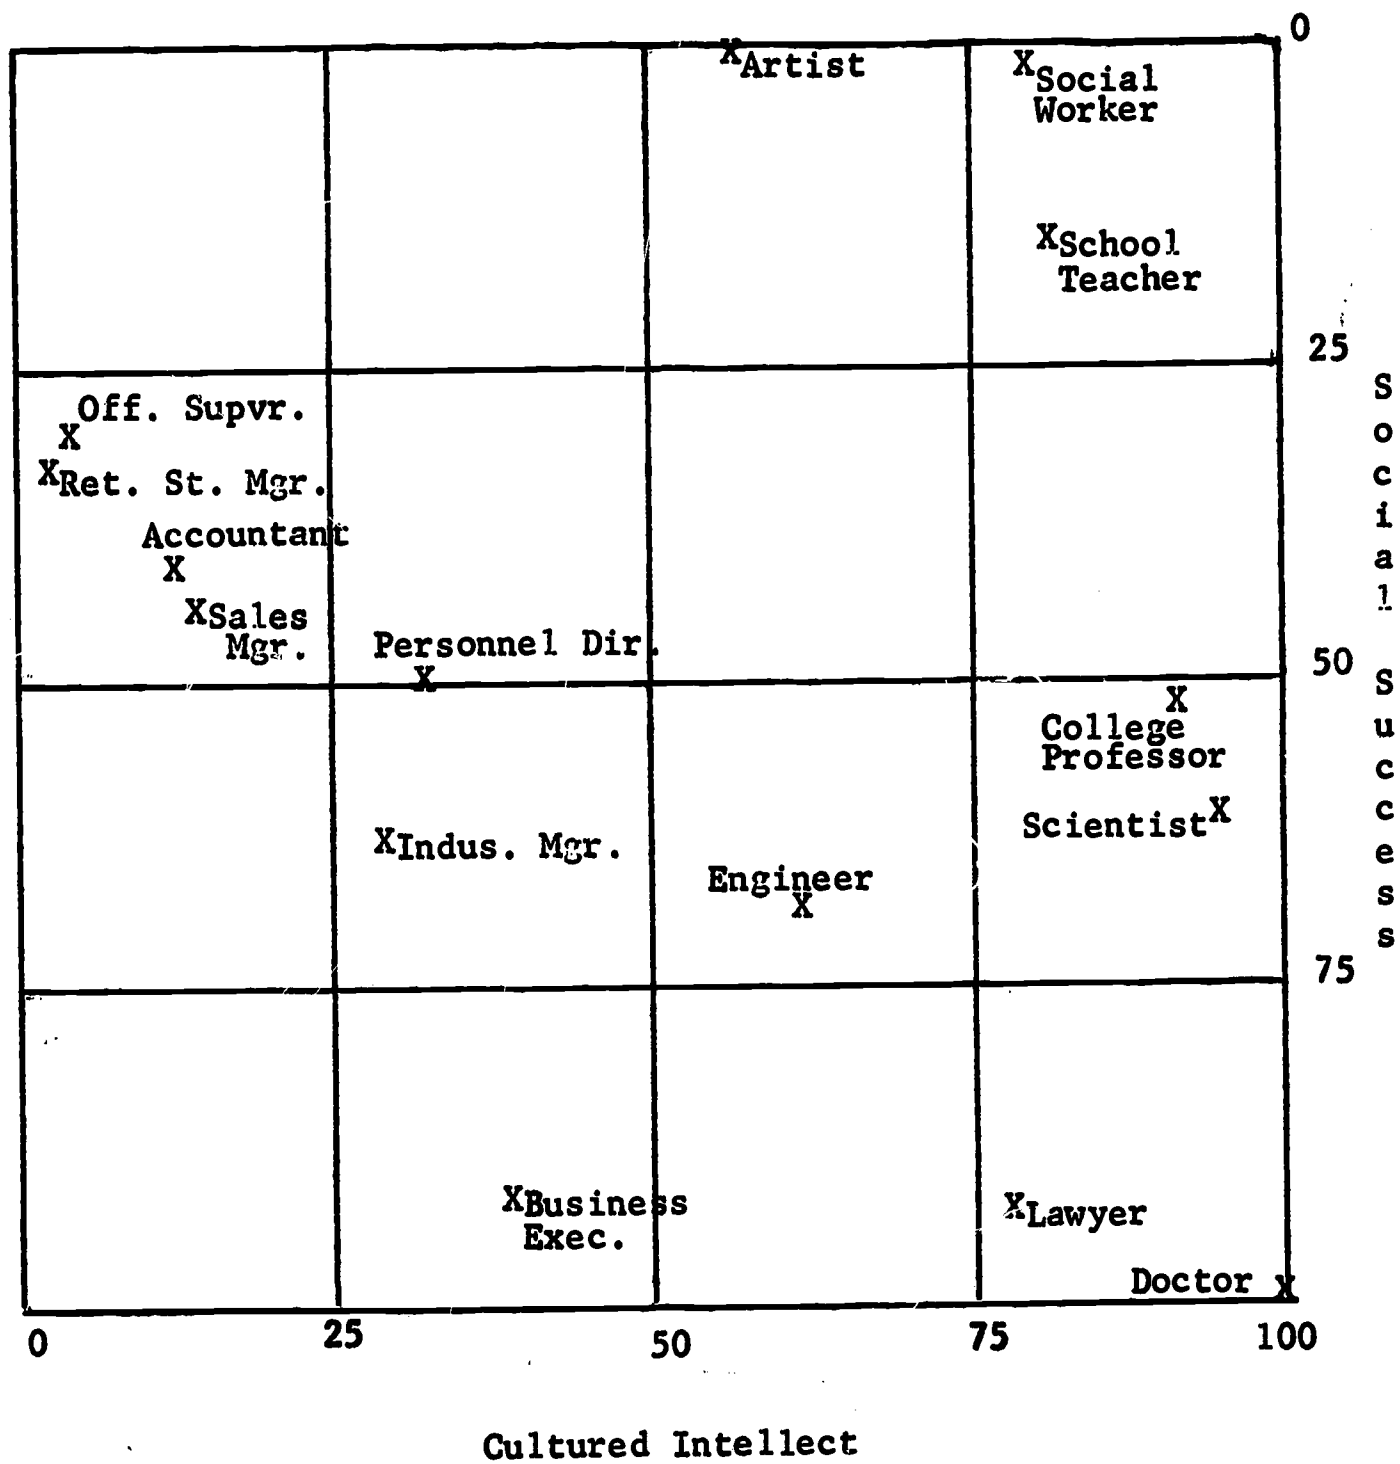 0
X Artist
X Social
Worker
X School
Teacher
25
Off. Supvr.
X
X Ret. St. Mgr.
Accountant
X
X Sales
Mgr.
Personnel Dir.
X
50
X
College
Professor
Scientist X
X Indus. Mgr.
Engineer
X
75
X Business
Exec.
X Lawyer
Doctor X
0 25 50 75 100
Social Success
Cultured Intellect